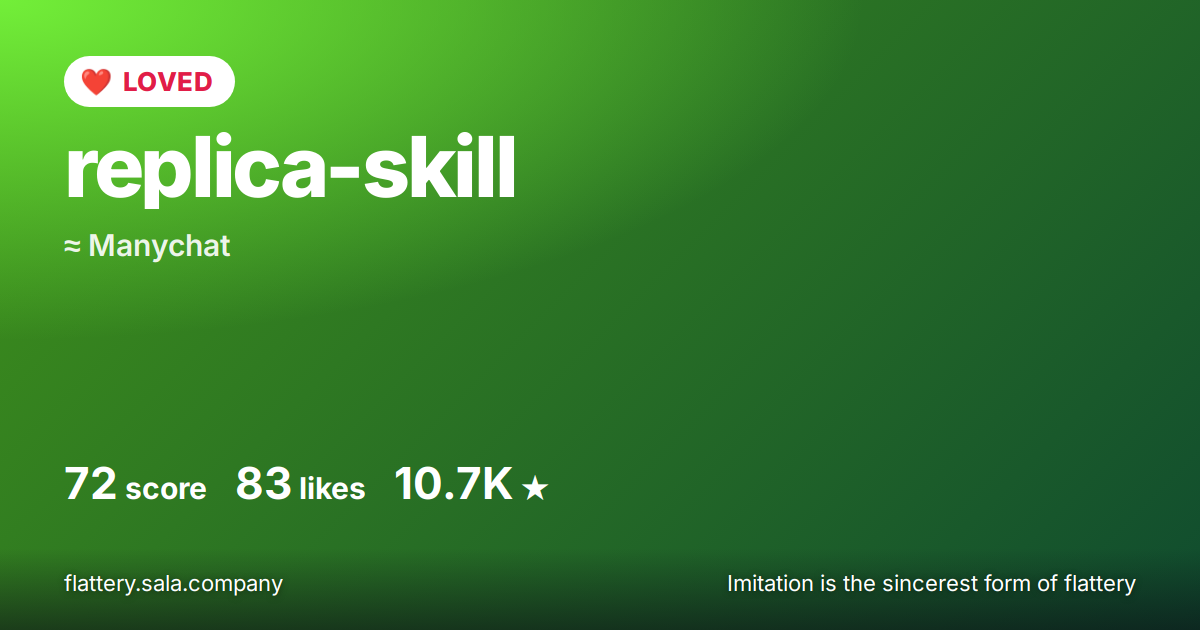 ❤️ LOVED
replica-skill
≈ Manychat
72 score 83 likes 10.7K ★
flattery.sala.company
Imitation is the sincerest form of flattery